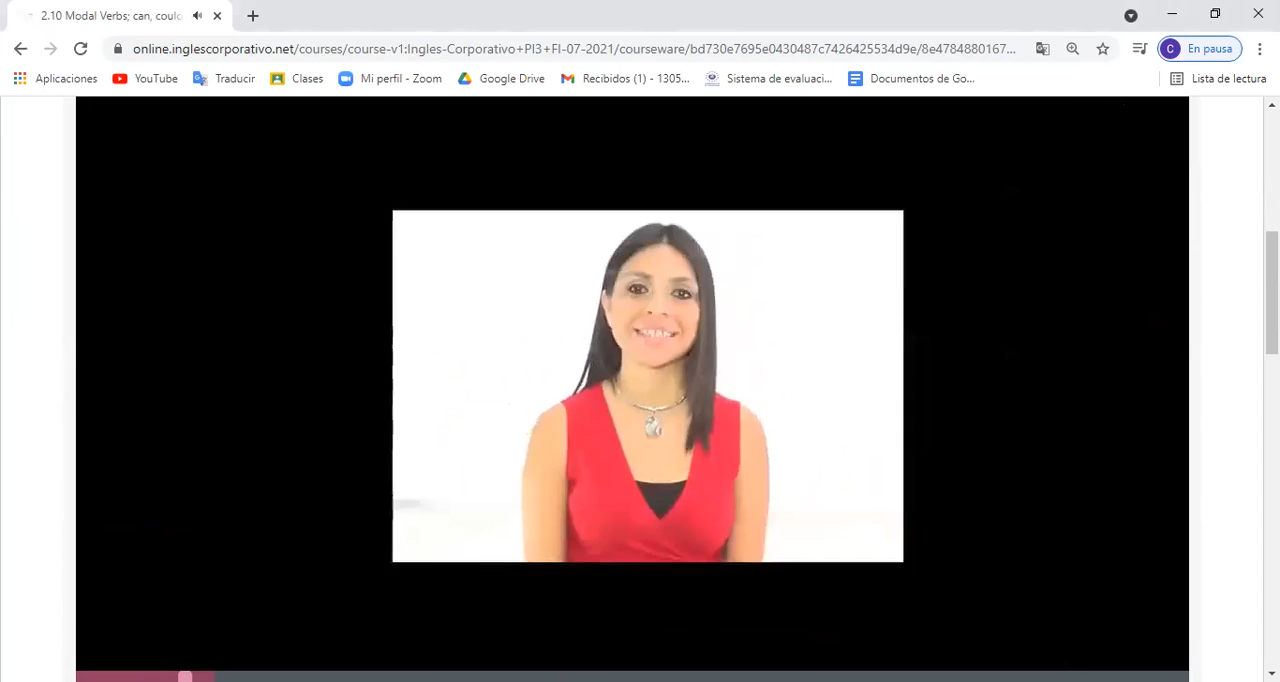 2.10 Modal Verbs; can, coulc
online.inglescorporativo.net/courses/course-v1:Ingles-Corporativo+PI3+FI-07-2021/courseware/bd730e7695e0430487c7426425534d9e/8e4784880167...
C En pausa
Aplicaciones YouTube Traducir Clases Mi perfil - Zoom Google Drive Recibidos (1) - 1305... Sistema de evaluaci... Documentos de Go... Lista de lectura